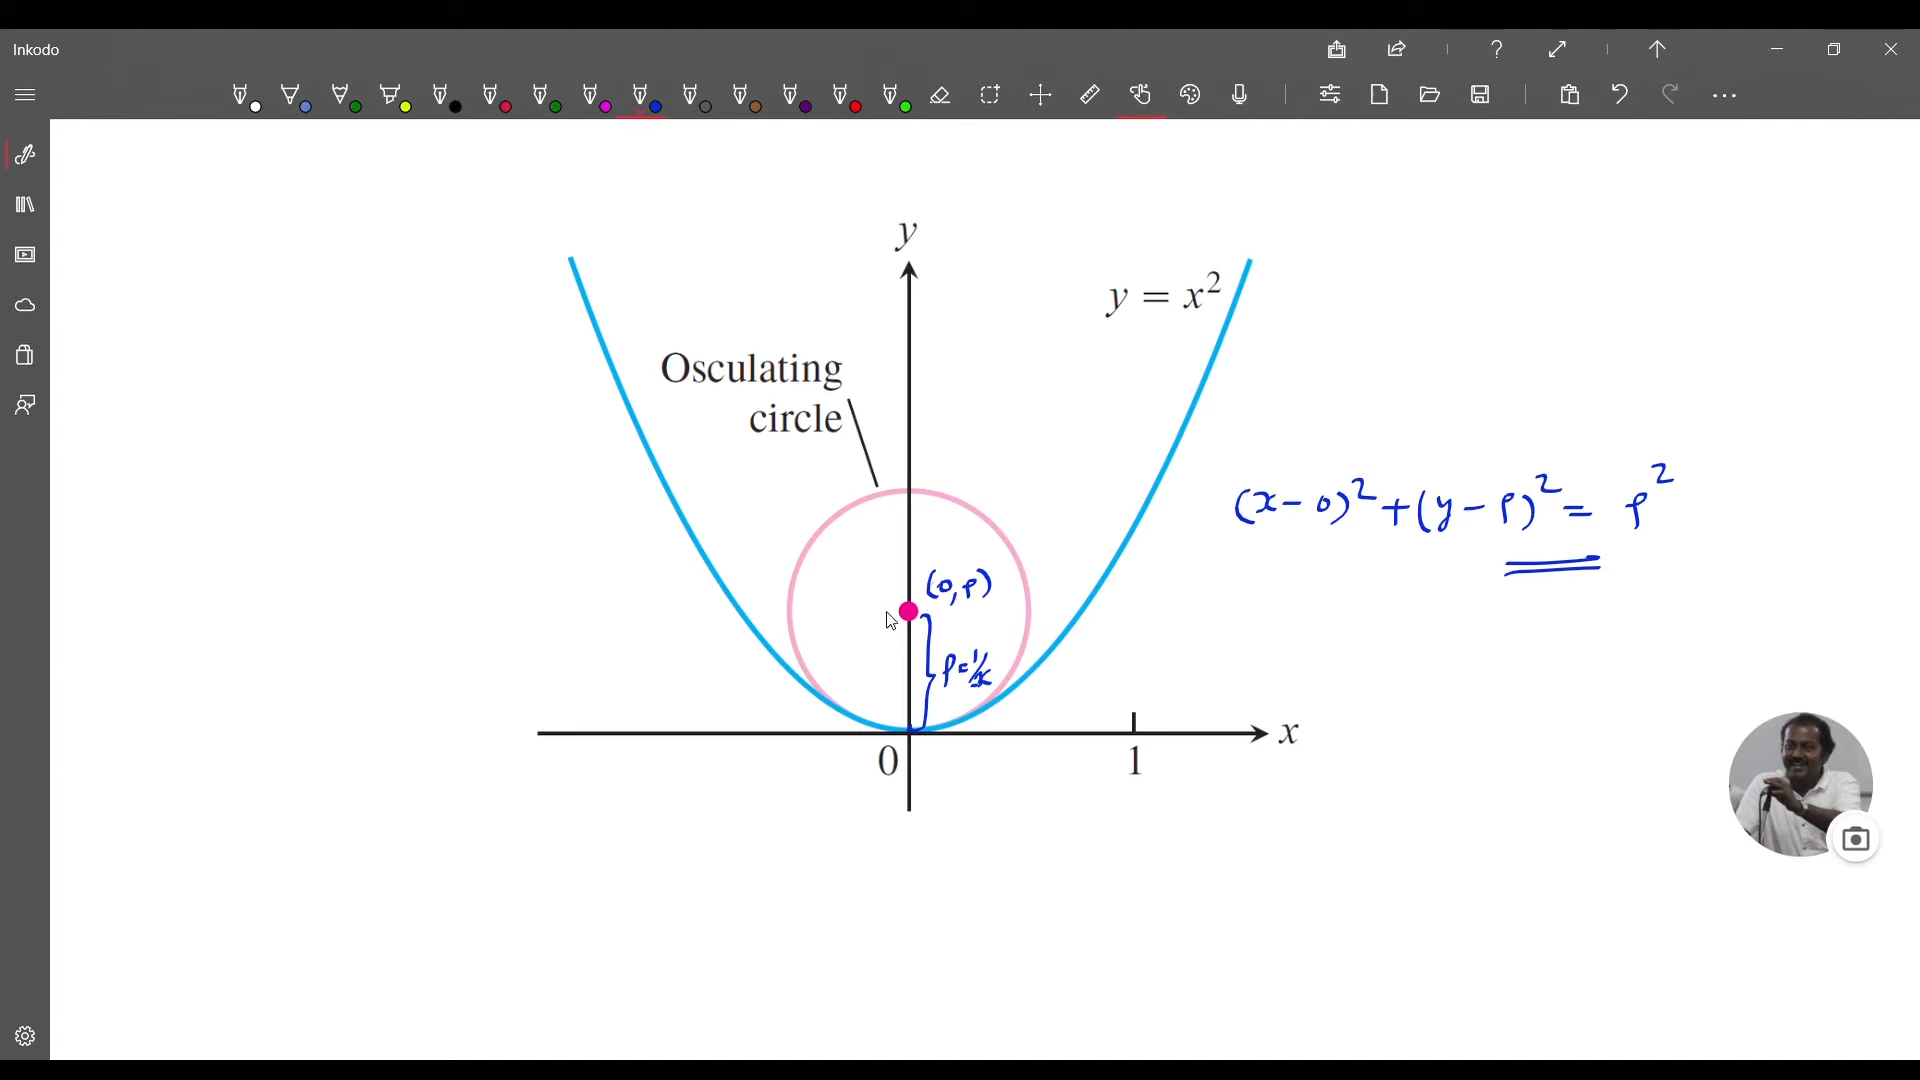 Inkodo
y
y = x²
Osculating
circle
(x-0)²+(y-ρ)²= ρ²
(0,ρ)
ρ=1/κ
x
0
1